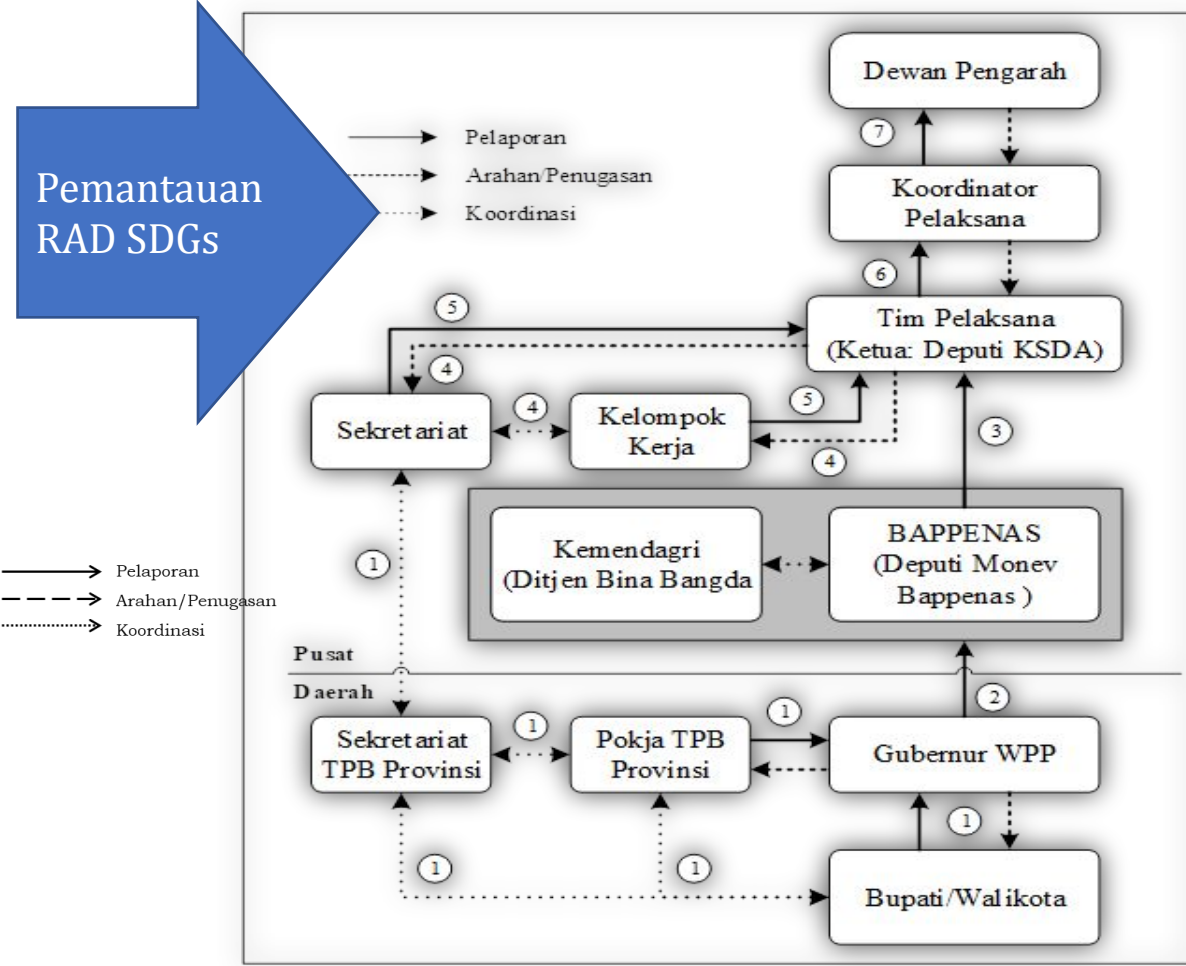 Pemantauan
RAD SDGs
Pelaporan
Arahan/Penugasan
Koordinasi
Dewan Pengarah
7
Koordinator
Pelaksana
6
Tim Pelaksana
(Ketua: Deputi KSDA)
5
4
Sekretariat
4
Kelompok
Kerja
5
4
3
Kemendagri
(Ditjen Bina Bangda
BAPPENAS
(Deputi Monev
Bappenas )
1
Pelaporan
Arahan/Penugasan
Koordinasi
Pusat
Daerah
2
Sekretariat
TPB Provinsi
1
Pokja TPB
Provinsi
1
Gubernur WPP
1
1
1
Bupati/Walikota